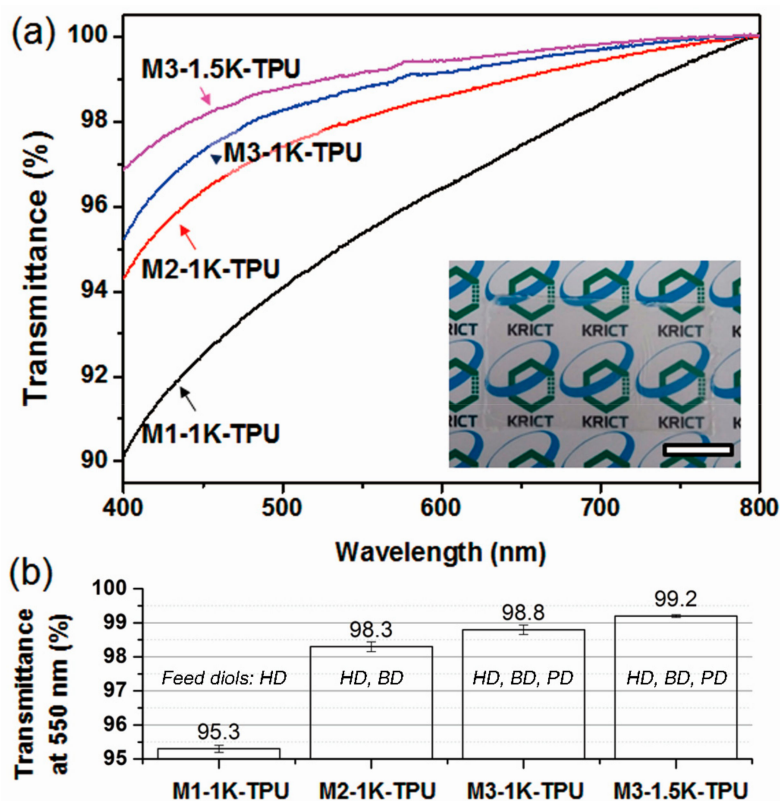 (a)
100
98
96
94
92
90
Transmittance (%)
M3-1.5K-TPU
M3-1K-TPU
M2-1K-TPU
M1-1K-TPU
RICT KRICT KRICT K
RICT KRICT KRICT K
400 500 600 700 800
Wavelength (nm)
(b)
100
99
98
97
96
95
Transmittance
at 550 nm (%)
95.3
98.3
98.8
99.2
Feed diols: HD
HD, BD
HD, BD, PD
HD, BD, PD
M1-1K-TPU M2-1K-TPU M3-1K-TPU M3-1.5K-TPU